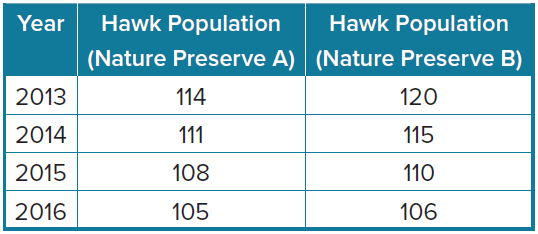 Year Hawk Population (Nature Preserve A) Hawk Population (Nature Preserve B)
2013 114 120
2014 111 115
2015 108 110
2016 105 106